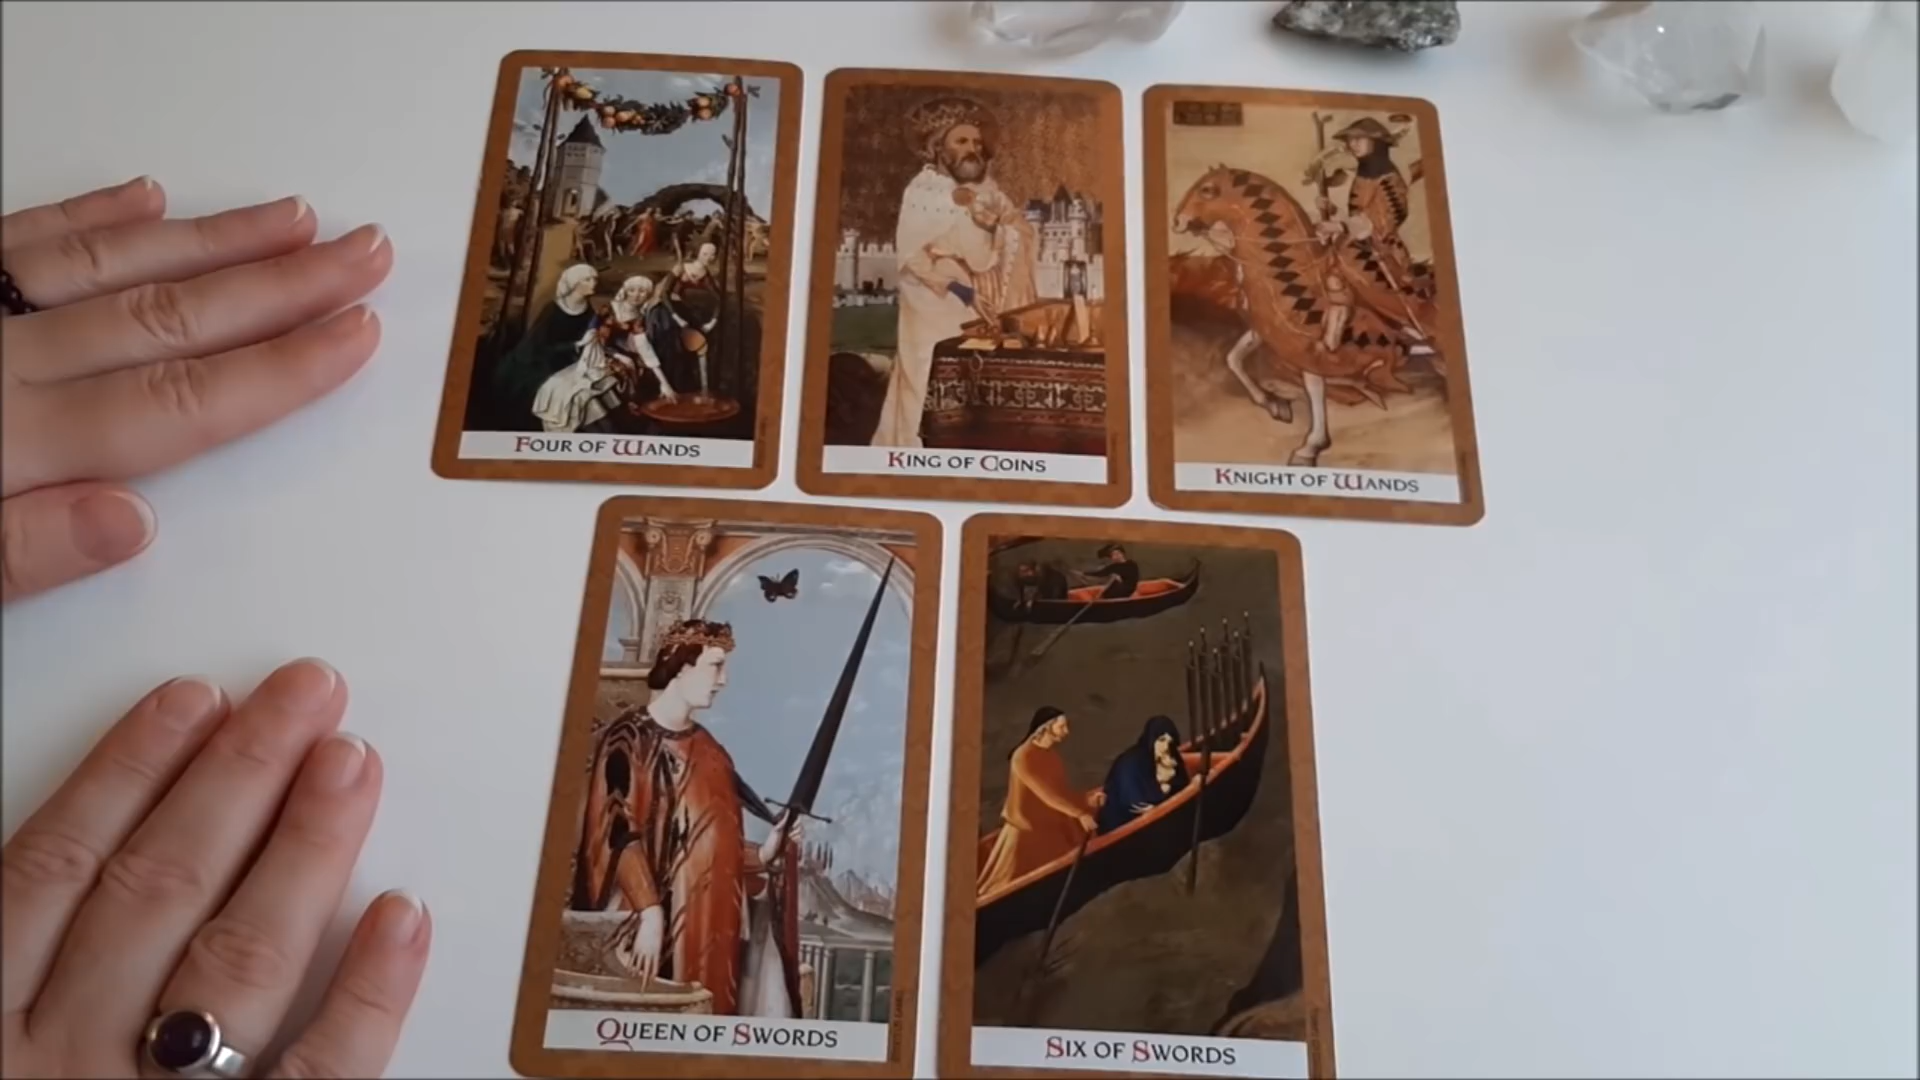 Four of Wands
King of Coins
Knight of Wands
Queen of Swords
Six of Swords